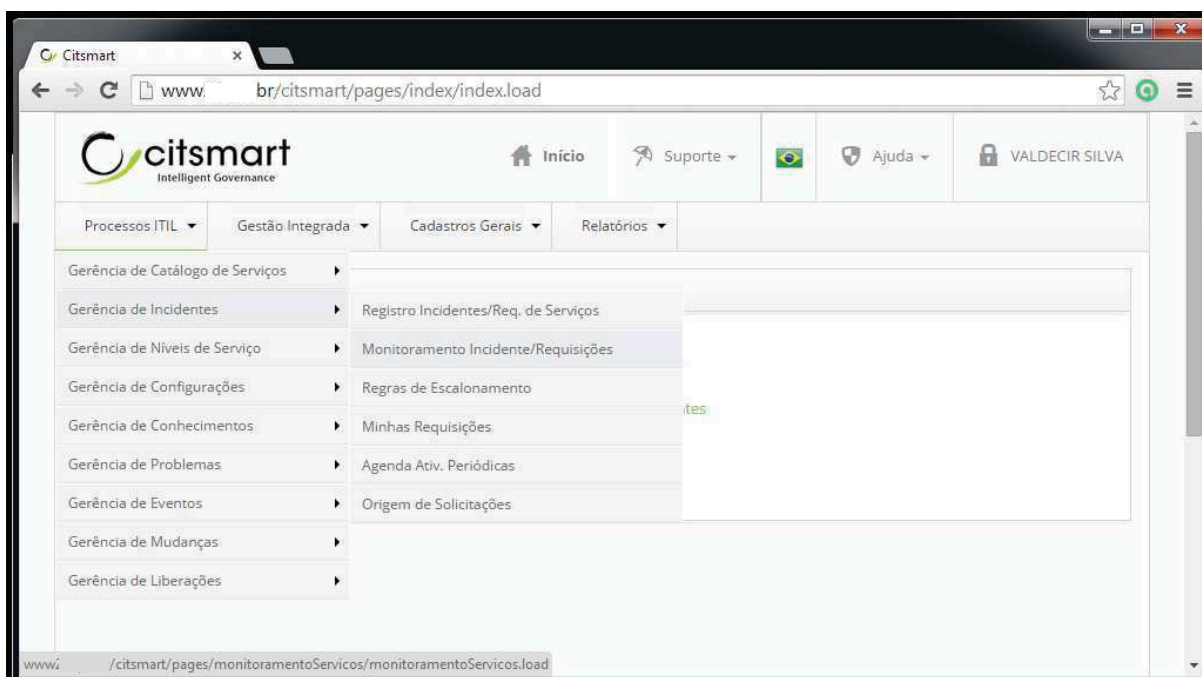 Citsmart
www. br/citsmart/pages/index/index.load
citsmart
Intelligent Governance
Início
Suporte
Ajuda
VALDECIR SILVA
Processos ITIL
Gestão Integrada
Cadastros Gerais
Relatórios
Gerência de Catálogo de Serviços
Gerência de Incidentes
Gerência de Níveis de Serviço
Gerência de Configurações
Gerência de Conhecimentos
Gerência de Problemas
Gerência de Eventos
Gerência de Mudanças
Gerência de Liberações
Registro Incidentes/Req. de Serviços
Monitoramento Incidente/Requisições
Regras de Escalonamento
Minhas Requisições
Agenda Ativ. Periódicas
Origem de Solicitações
tes
/citsmart/pages/monitoramentoServicos/monitoramentoServicos.load